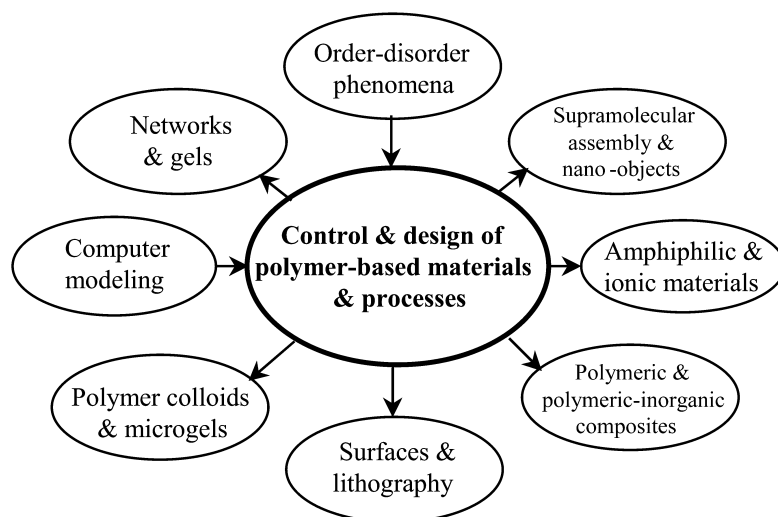 Order-disorder
phenomena
Networks
& gels
Supramolecular
assembly &
nano-objects
Control & design of
polymer-based materials
& processes
Computer
modeling
Amphiphilic &
ionic materials
Polymer colloids
& microgels
Polymeric &
polymeric-inorganic
composites
Surfaces &
lithography